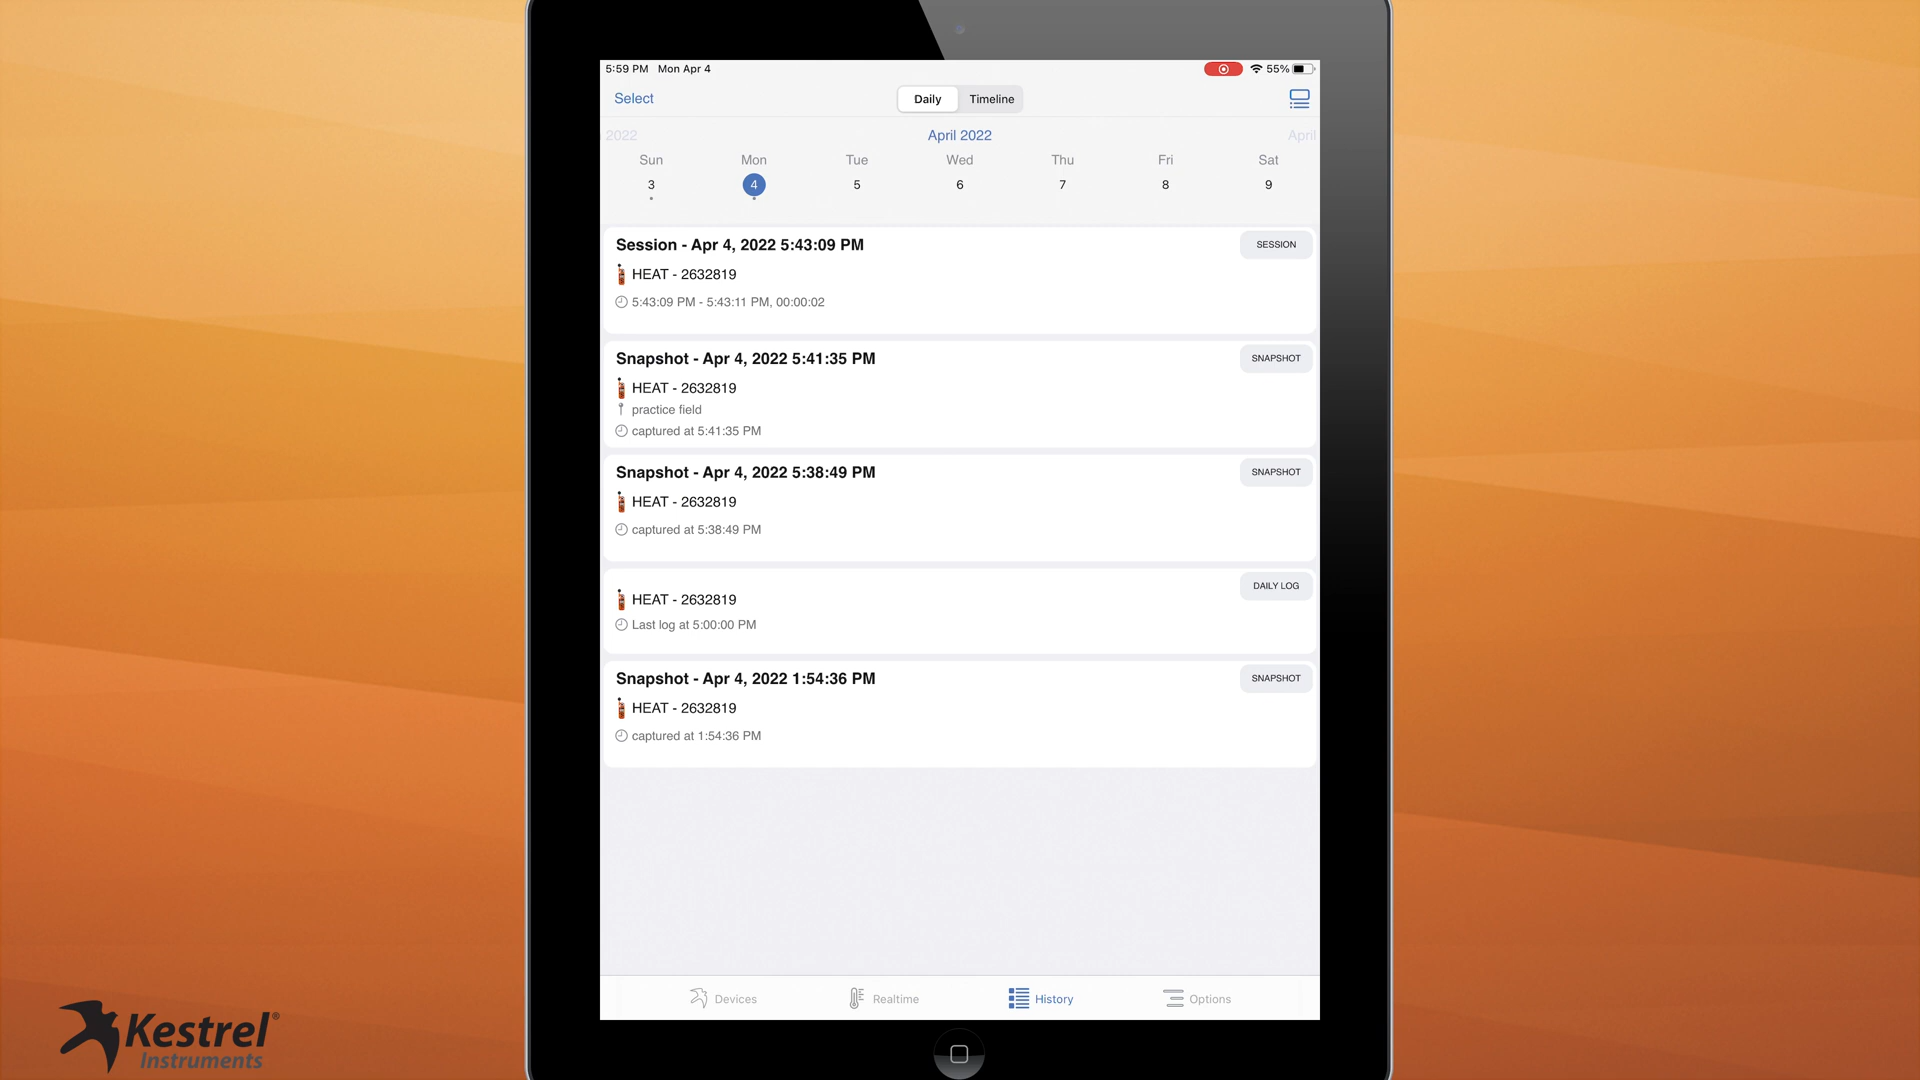 5:59 PM Mon Apr 4 55%
Select Daily Timeline
2022 April 2022 April
Sun Mon Tue Wed Thu Fri Sat
3 4 5 6 7 8 9
Session - Apr 4, 2022 5:43:09 PM SESSION
HEAT - 2632819
5:43:09 PM - 5:43:11 PM, 00:00:02
Snapshot - Apr 4, 2022 5:41:35 PM SNAPSHOT
HEAT - 2632819
practice field
captured at 5:41:35 PM
Snapshot - Apr 4, 2022 5:38:49 PM SNAPSHOT
HEAT - 2632819
captured at 5:38:49 PM
DAILY LOG
HEAT - 2632819
Last log at 5:00:00 PM
Snapshot - Apr 4, 2022 1:54:36 PM SNAPSHOT
HEAT - 2632819
captured at 1:54:36 PM
Devices Realtime History Options
Kestrel®
Instruments